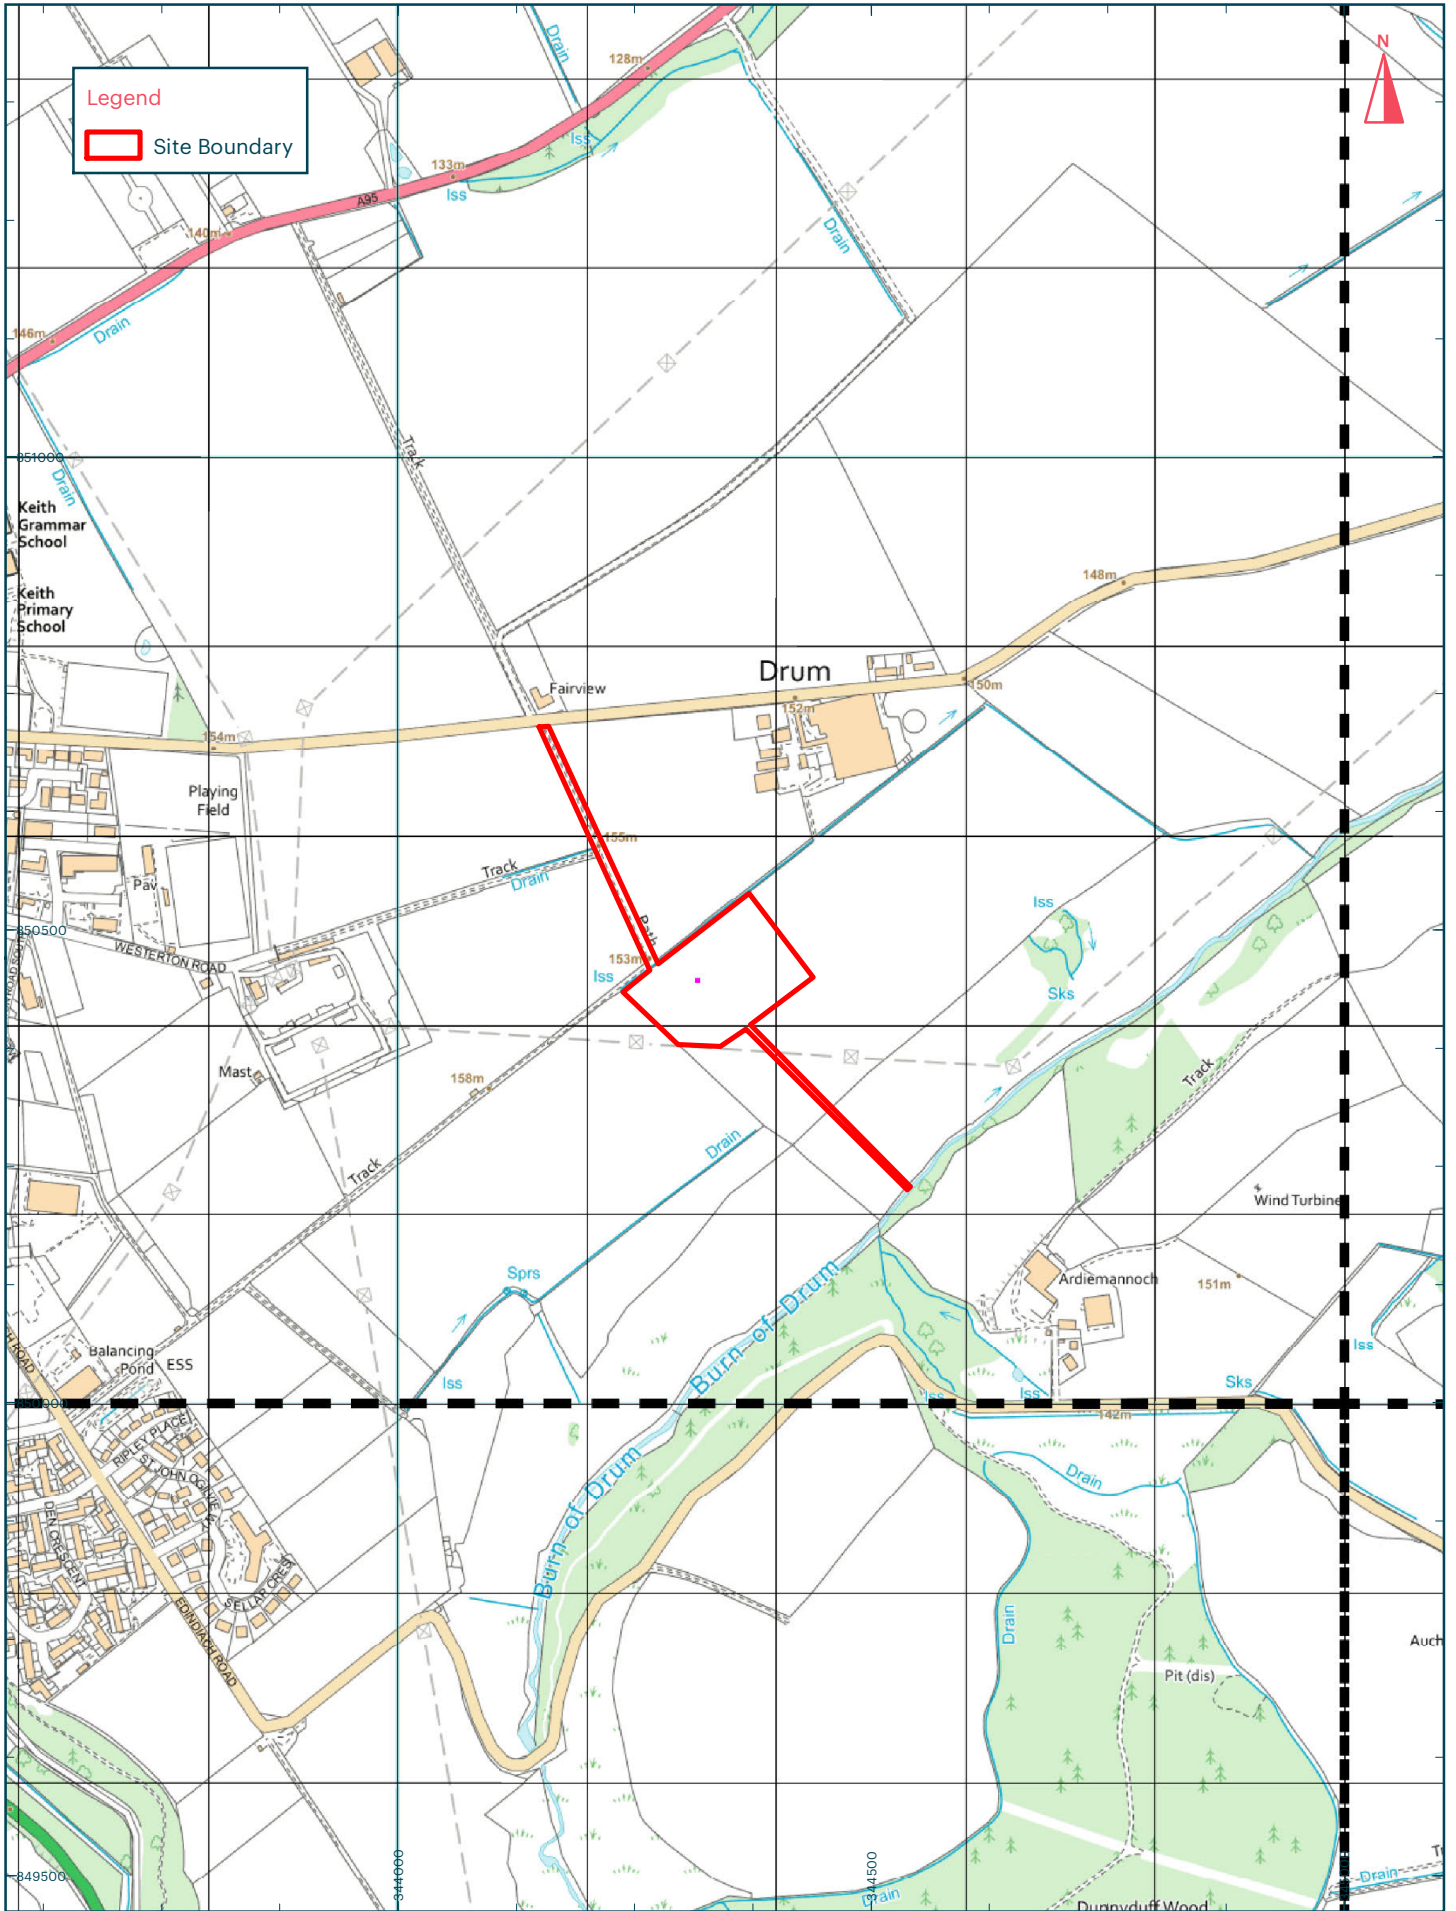 Drain
128m
N
Legend
Site Boundary
Iss
133m
Iss
A95
140m
Drain
146m
Drain
Track
851000
Drain
Keith
Grammar
School
Keith
Primary
School
148m
Drum
Fairview
150m
152m
154m
Playing
Field
155m
Track
Drain
Pav
Iss
Path
850500
WESTERTON ROAD
153m
Iss
Sks
Mast
158m
Track
Drain
Track
Wind Turbine
Sprs
Ardiemannoch
151m
Burn of Drum
Balancing
Pond
ESS
Iss
Iss
Sks
Iss
Iss
850000
142m
RIPLEY PLACE
ST JOHN OGILVIE
Drain
Burn of Drum
DEN CRESCENT
SELLAR CRES
EDINDIACH ROAD
Drain
Auch
Pit (dis)
849500
344000
344500
Drain
Drain
Dunnyduff Wood